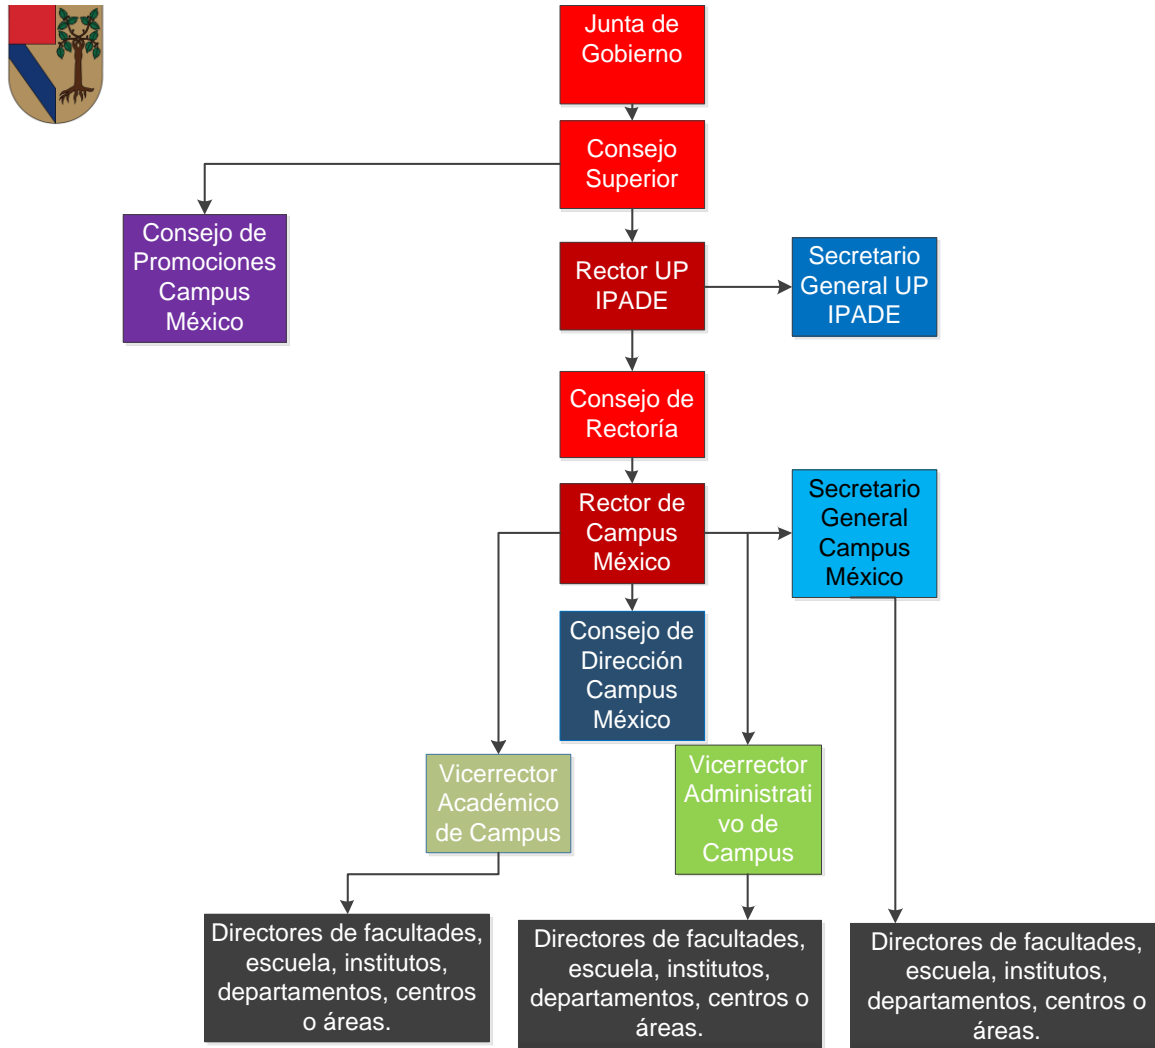 Junta de
Gobierno
Consejo
Superior
Consejo de
Promociones
Campus
México
Rector UP
IPADE
Secretario
General UP
IPADE
Consejo de
Rectoría
Rector de
Campus
México
Secretario
General
Campus
México
Consejo de
Dirección
Campus
México
Vicerrector
Académico
de Campus
Vicerrector
Administrati
vo de
Campus
Directores de facultades,
escuela, institutos,
departamentos, centros
o áreas.
Directores de facultades,
escuela, institutos,
departamentos, centros o
áreas.
Directores de facultades,
escuela, institutos,
departamentos, centros o
áreas.